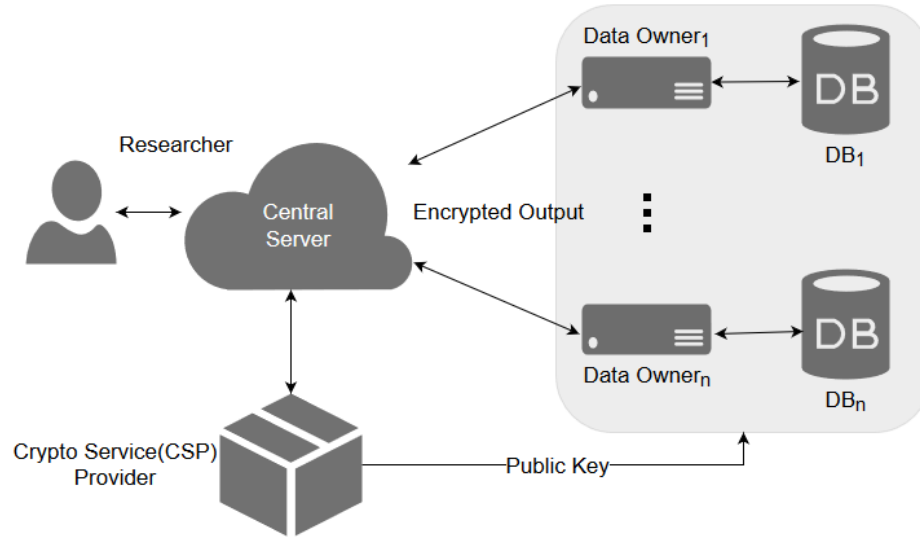 Data Owner₁
DB
DB₁
Researcher
Central
Server
Encrypted Output
Data Ownerₙ
DB
DBₙ
Crypto Service(CSP)
Provider
Public Key